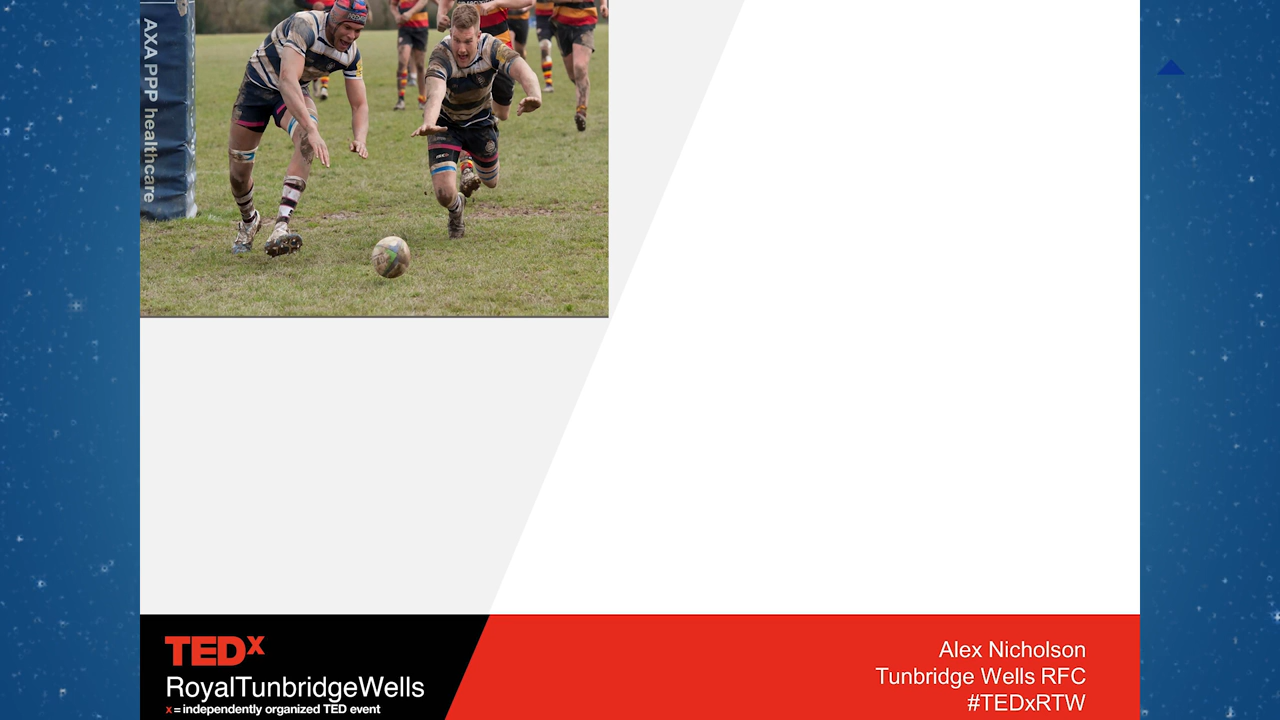 AXA PPP healthcare
TEDx
RoyalTunbridgeWells
x = independently organized TED event
Alex Nicholson
Tunbridge Wells RFC
#TEDxRTW